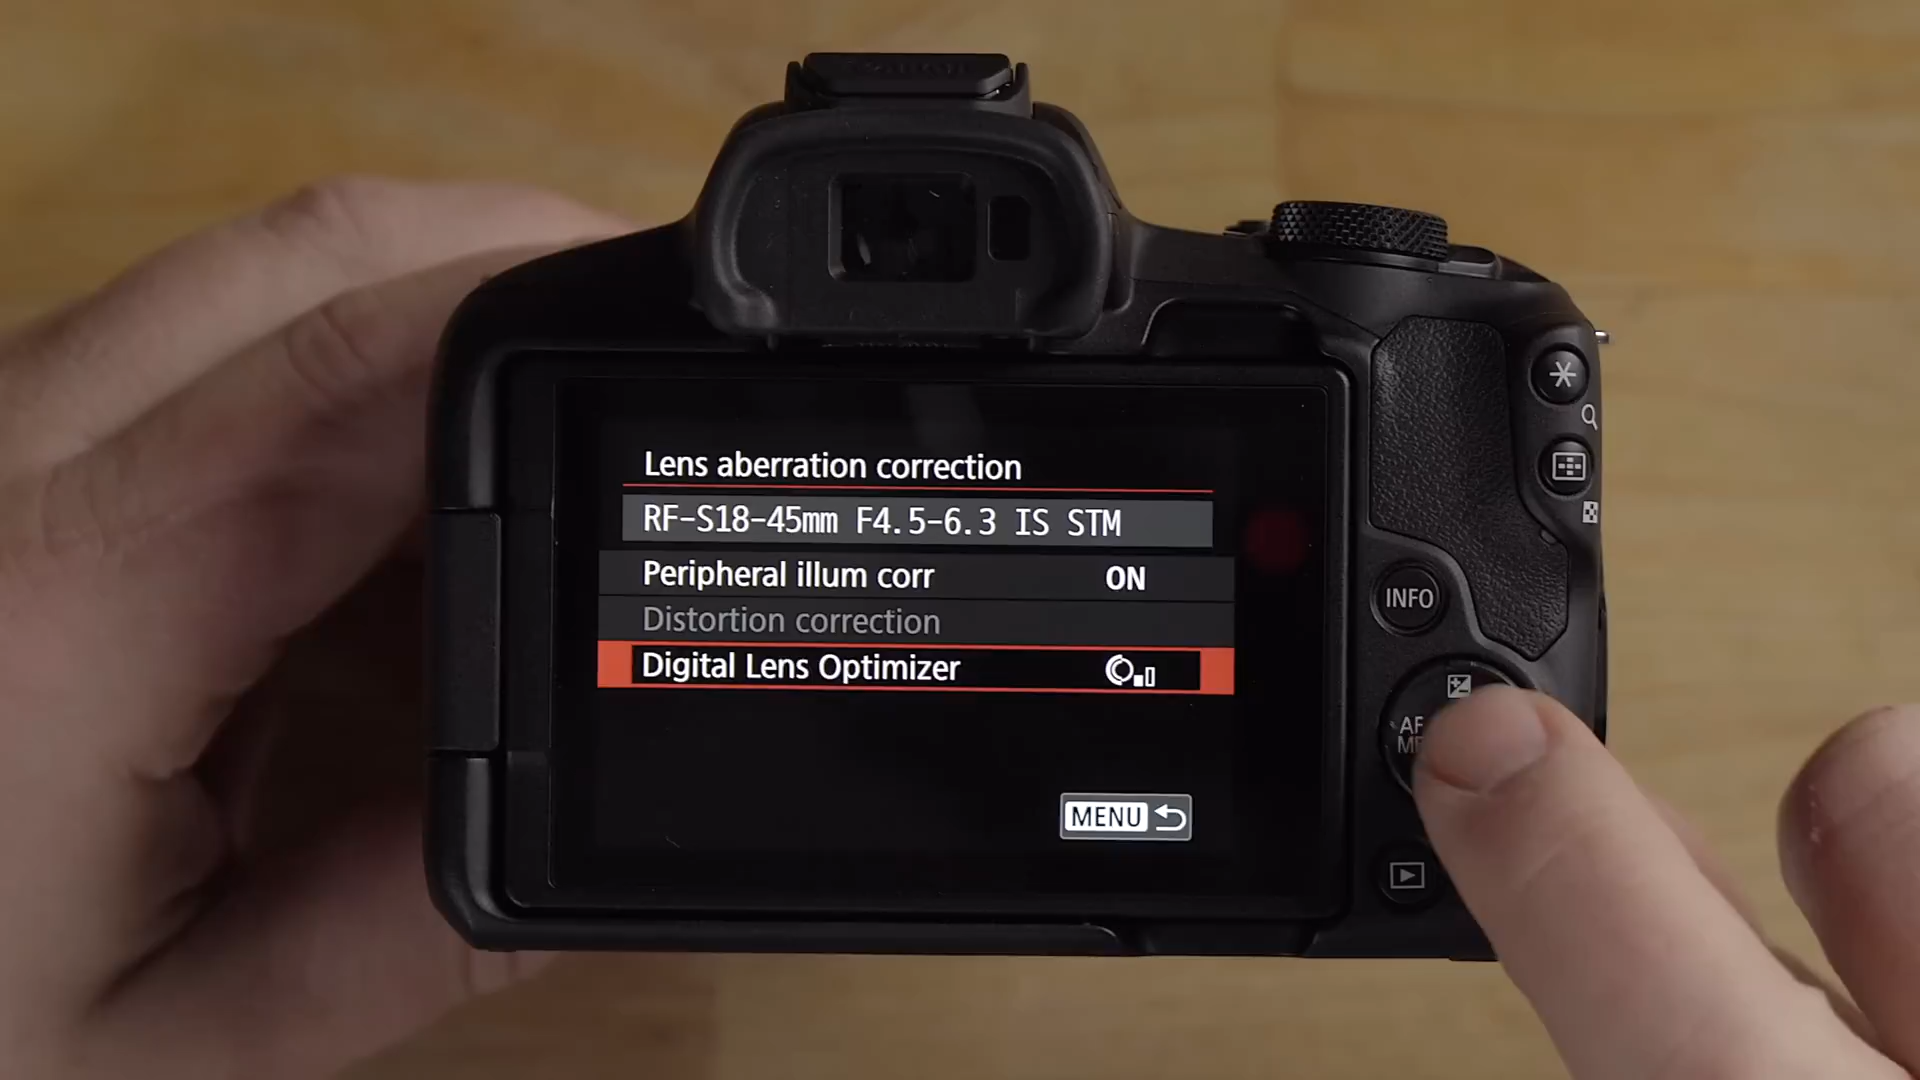 Lens aberration correction
RF-S18-45mm F4.5-6.3 IS STM
Peripheral illum corr ON
Distortion correction
Digital Lens Optimizer
MENU
INFO
AF